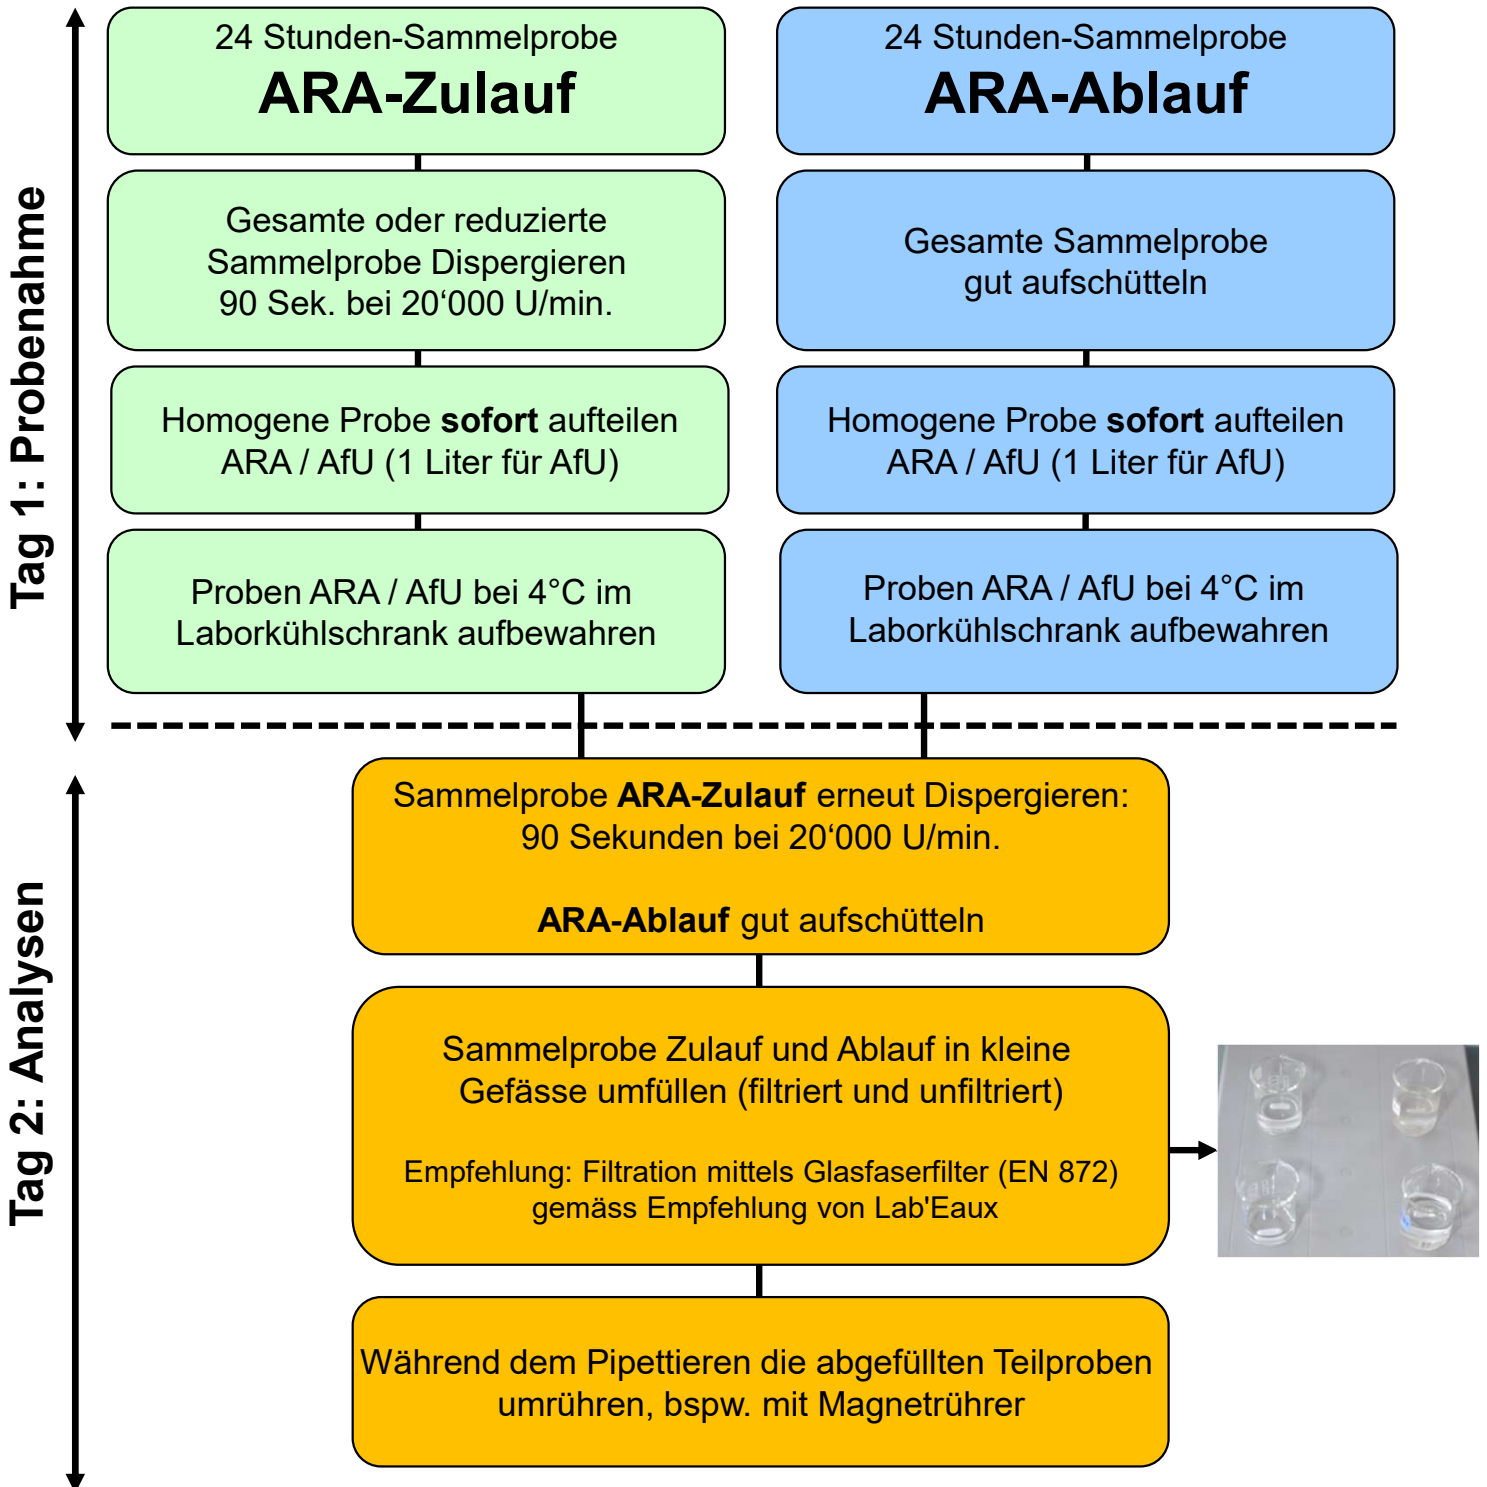 Tag 1: Probenahme
24 Stunden-Sammelprobe
ARA-Zulauf
Gesamte oder reduzierte
Sammelprobe Dispergieren
90 Sek. bei 20‘000 U/min.
Homogene Probe sofort aufteilen
ARA / AfU (1 Liter für AfU)
Proben ARA / AfU bei 4°C im
Laborkühlschrank aufbewahren
24 Stunden-Sammelprobe
ARA-Ablauf
Gesamte Sammelprobe
gut aufschütteln
Homogene Probe sofort aufteilen
ARA / AfU (1 Liter für AfU)
Proben ARA / AfU bei 4°C im
Laborkühlschrank aufbewahren
Tag 2: Analysen
Sammelprobe ARA-Zulauf erneut Dispergieren:
90 Sekunden bei 20‘000 U/min.
ARA-Ablauf gut aufschütteln
Sammelprobe Zulauf und Ablauf in kleine
Gefässe umfüllen (filtriert und unfiltriert)
Empfehlung: Filtration mittels Glasfaserfilter (EN 872)
gemäss Empfehlung von Lab'Eaux
Während dem Pipettieren die abgefüllten Teilproben
umrühren, bspw. mit Magnetrührer